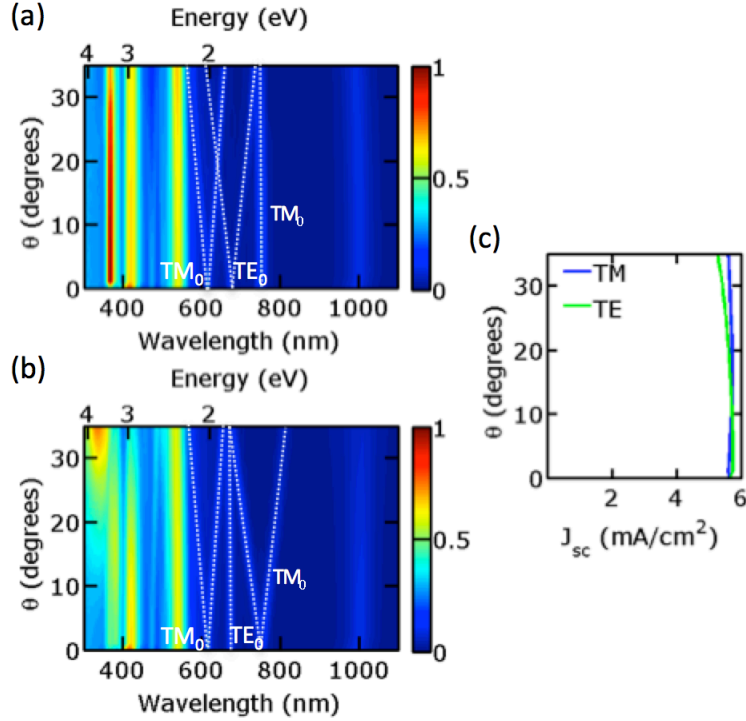 (a)
Energy (eV)
4 3 2
30
20
10
0
θ (degrees)
TM0
TE0
TM0
400 600 800 1000
Wavelength (nm)
1
0.5
0
(b)
Energy (eV)
4 3 2
30
20
10
0
θ (degrees)
TM0
TE0
TM0
400 600 800 1000
Wavelength (nm)
1
0.5
0
(c)
TM
TE
30
20
10
0
θ (degrees)
2 4 6
Jsc (mA/cm²)